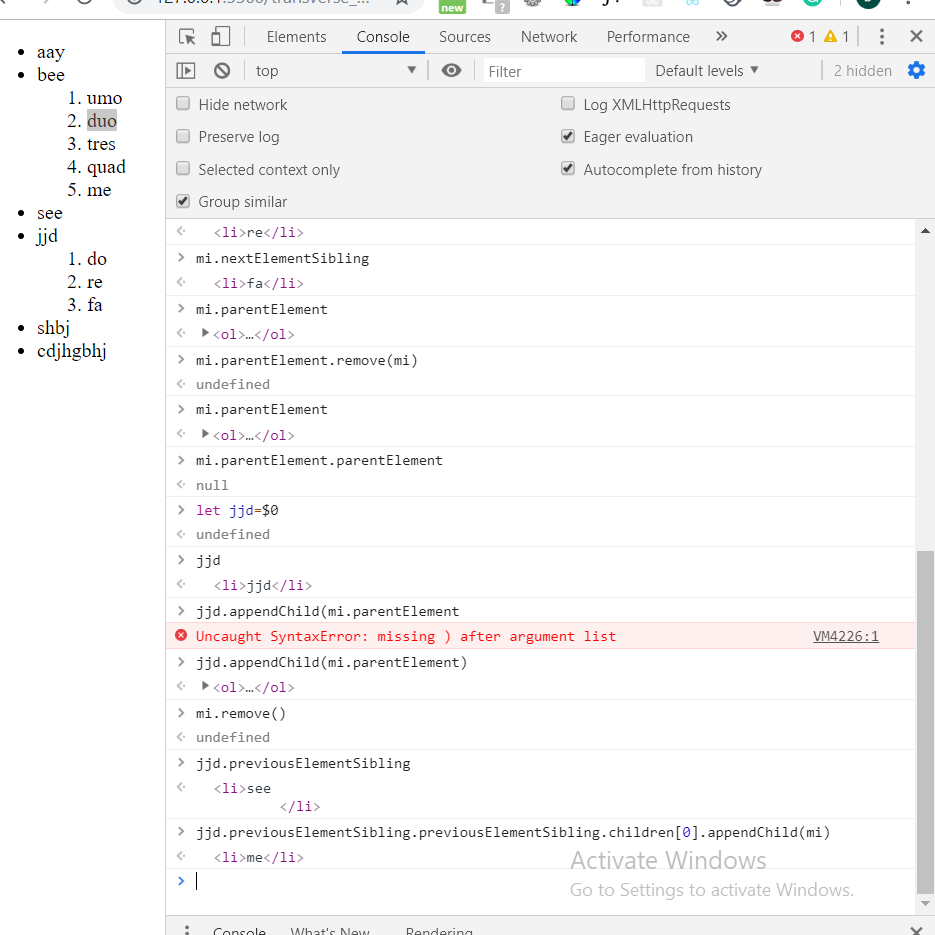 new
?
aay
bee
1. umo
2. duo
3. tres
4. quad
5. me
see
jjd
1. do
2. re
3. fa
shbj
cdjhgbhj
Elements Console Sources Network Performance » 1 1
top Filter Default levels 2 hidden
Hide network Log XMLHttpRequests
Preserve log Eager evaluation
Selected context only Autocomplete from history
Group similar
<li>re</li>
mi.nextElementSibling
<li>fa</li>
mi.parentElement
<ol>…</ol>
mi.parentElement.remove(mi)
undefined
mi.parentElement
<ol>…</ol>
mi.parentElement.parentElement
null
let jjd=$0
undefined
jjd
<li>jjd</li>
jjd.appendChild(mi.parentElement
Uncaught SyntaxError: missing ) after argument list VM4226:1
jjd.appendChild(mi.parentElement)
<ol>…</ol>
mi.remove()
undefined
jjd.previousElementSibling
<li>see
</li>
jjd.previousElementSibling.previousElementSibling.children[0].appendChild(mi)
<li>me</li>
Activate Windows
Go to Settings to activate Windows.
Console What's New Rendering